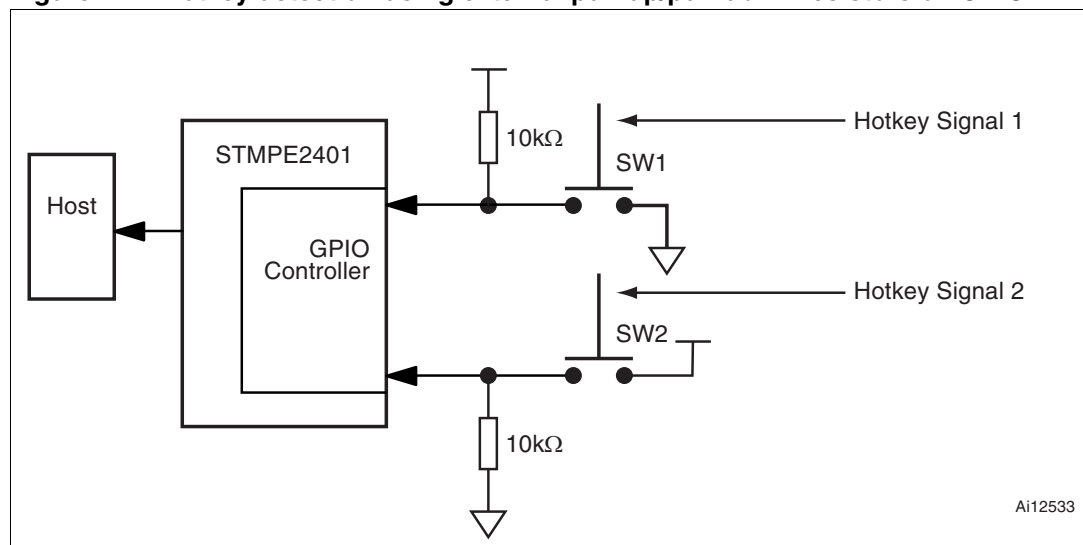 10kΩ
Hotkey Signal 1
STMPE2401
SW1
Host
GPIO
Controller
Hotkey Signal 2
SW2
10kΩ
Ai12533